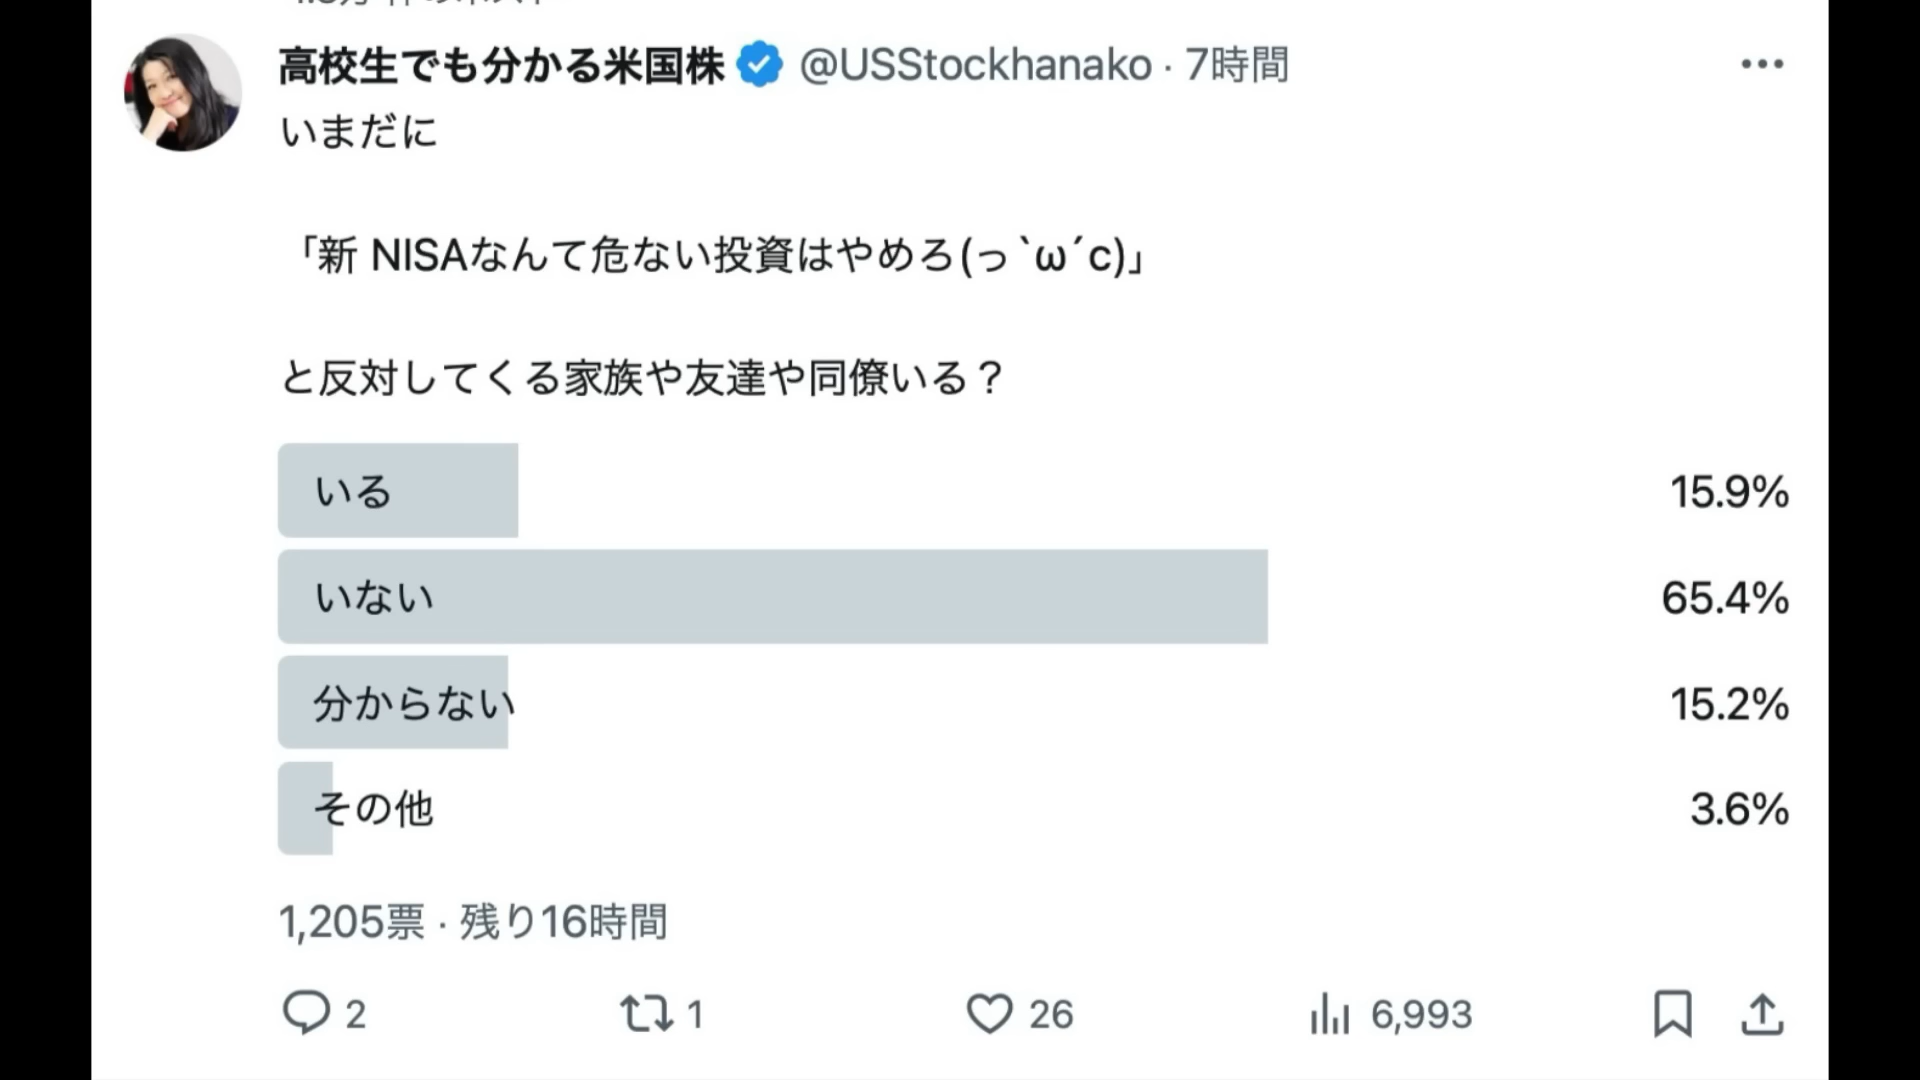 高校生でも分かる米国株 @USStockhanako · 7時間
いまだに
「新 NISAなんて危ない投資はやめろ(っ`ω´c)」
と反対してくる家族や友達や同僚いる？
いる 15.9%
いない 65.4%
分からない 15.2%
その他 3.6%
1,205票 · 残り16時間
2 1 26 6,993